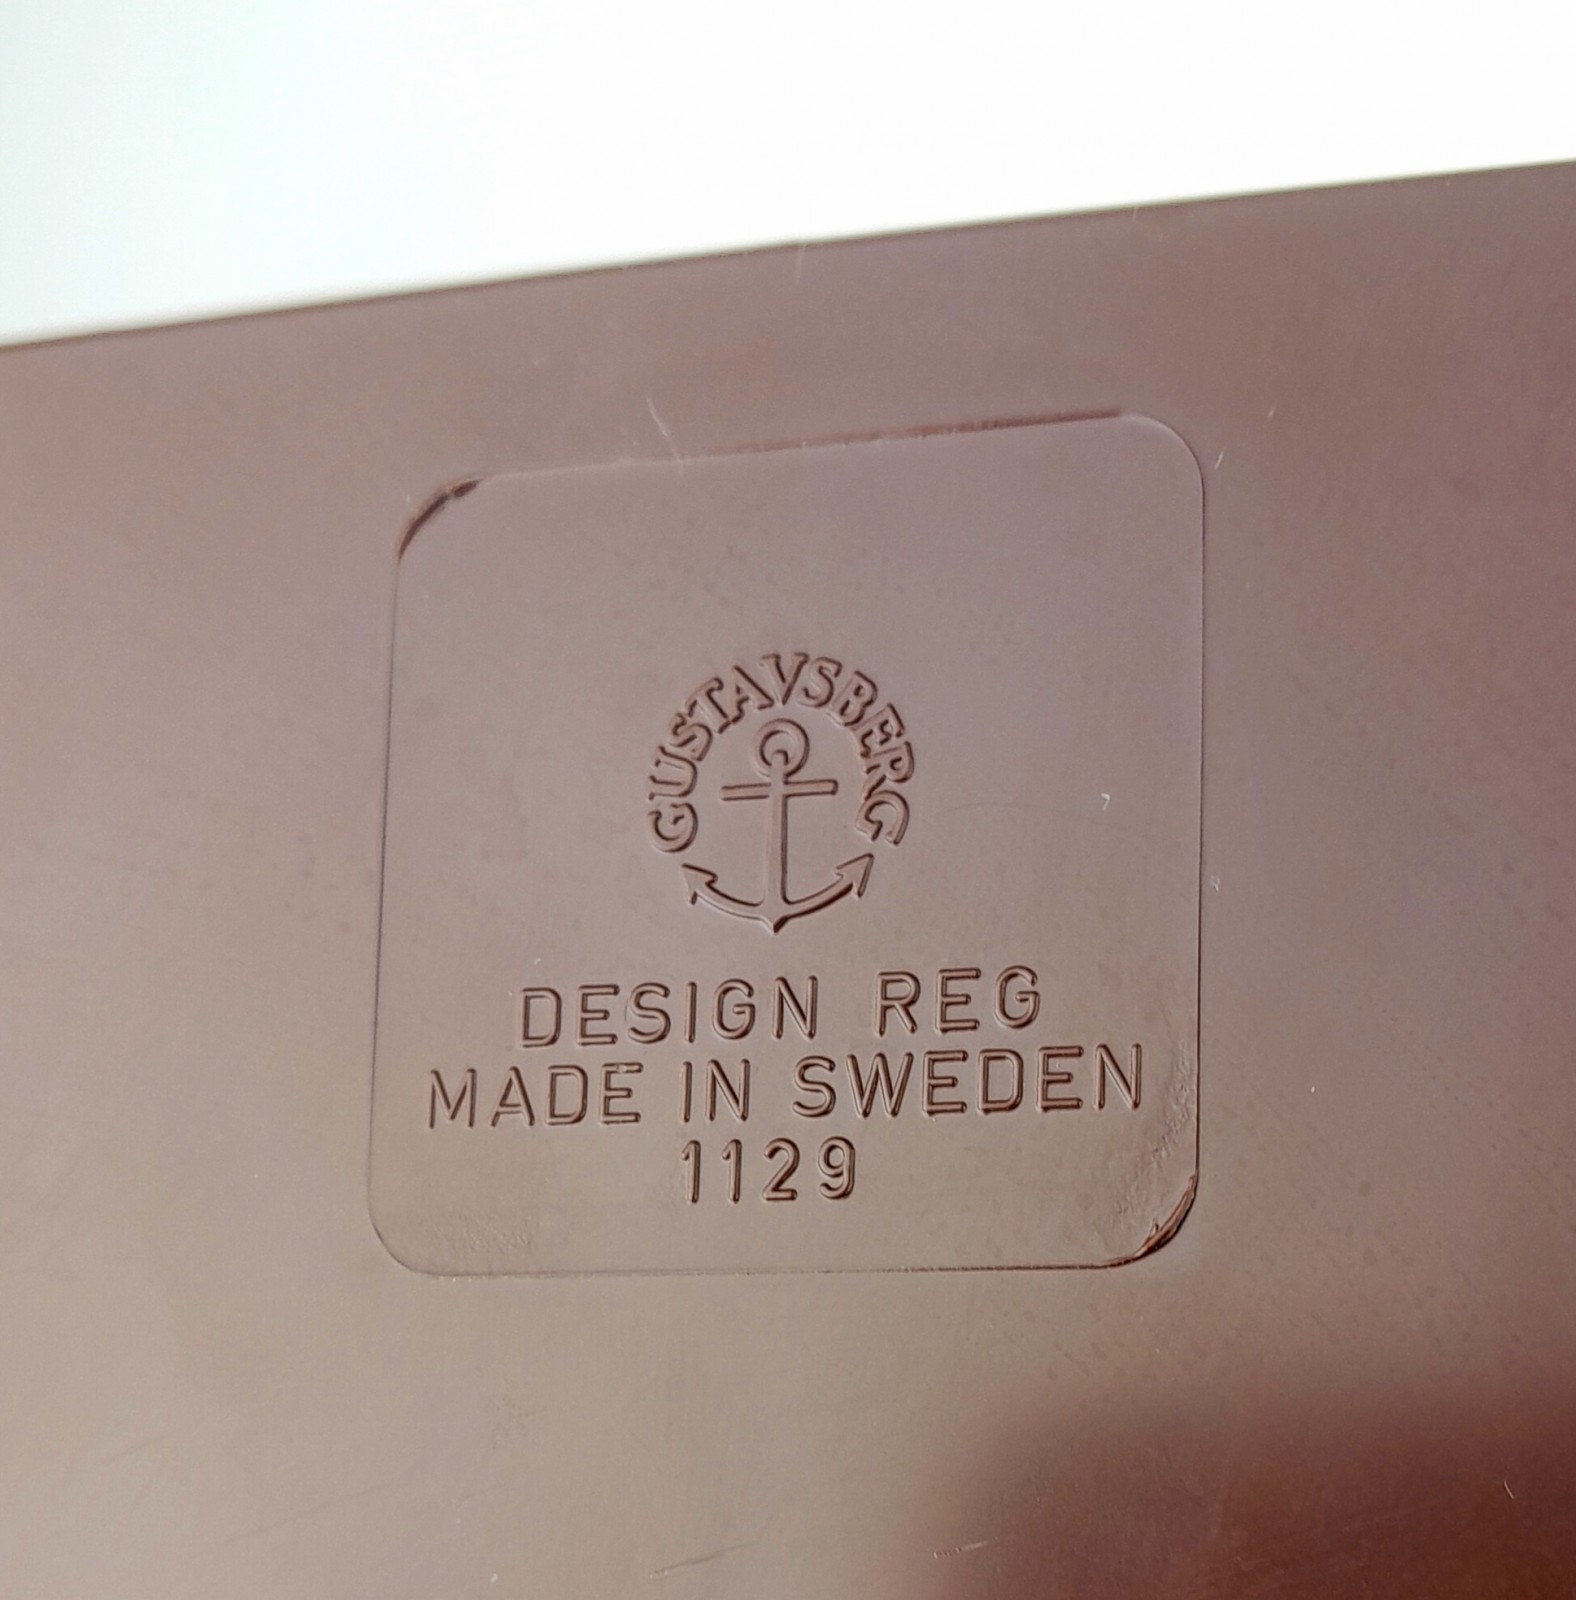 GUSTAVSBERG
DESIGN REG
MADE IN SWEDEN
1129